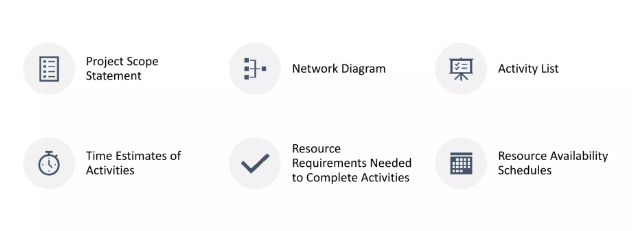 Project Scope
Statement
Network Diagram
Activity List
Time Estimates of
Activities
Resource
Requirements Needed
to Complete Activities
Resource Availability
Schedules